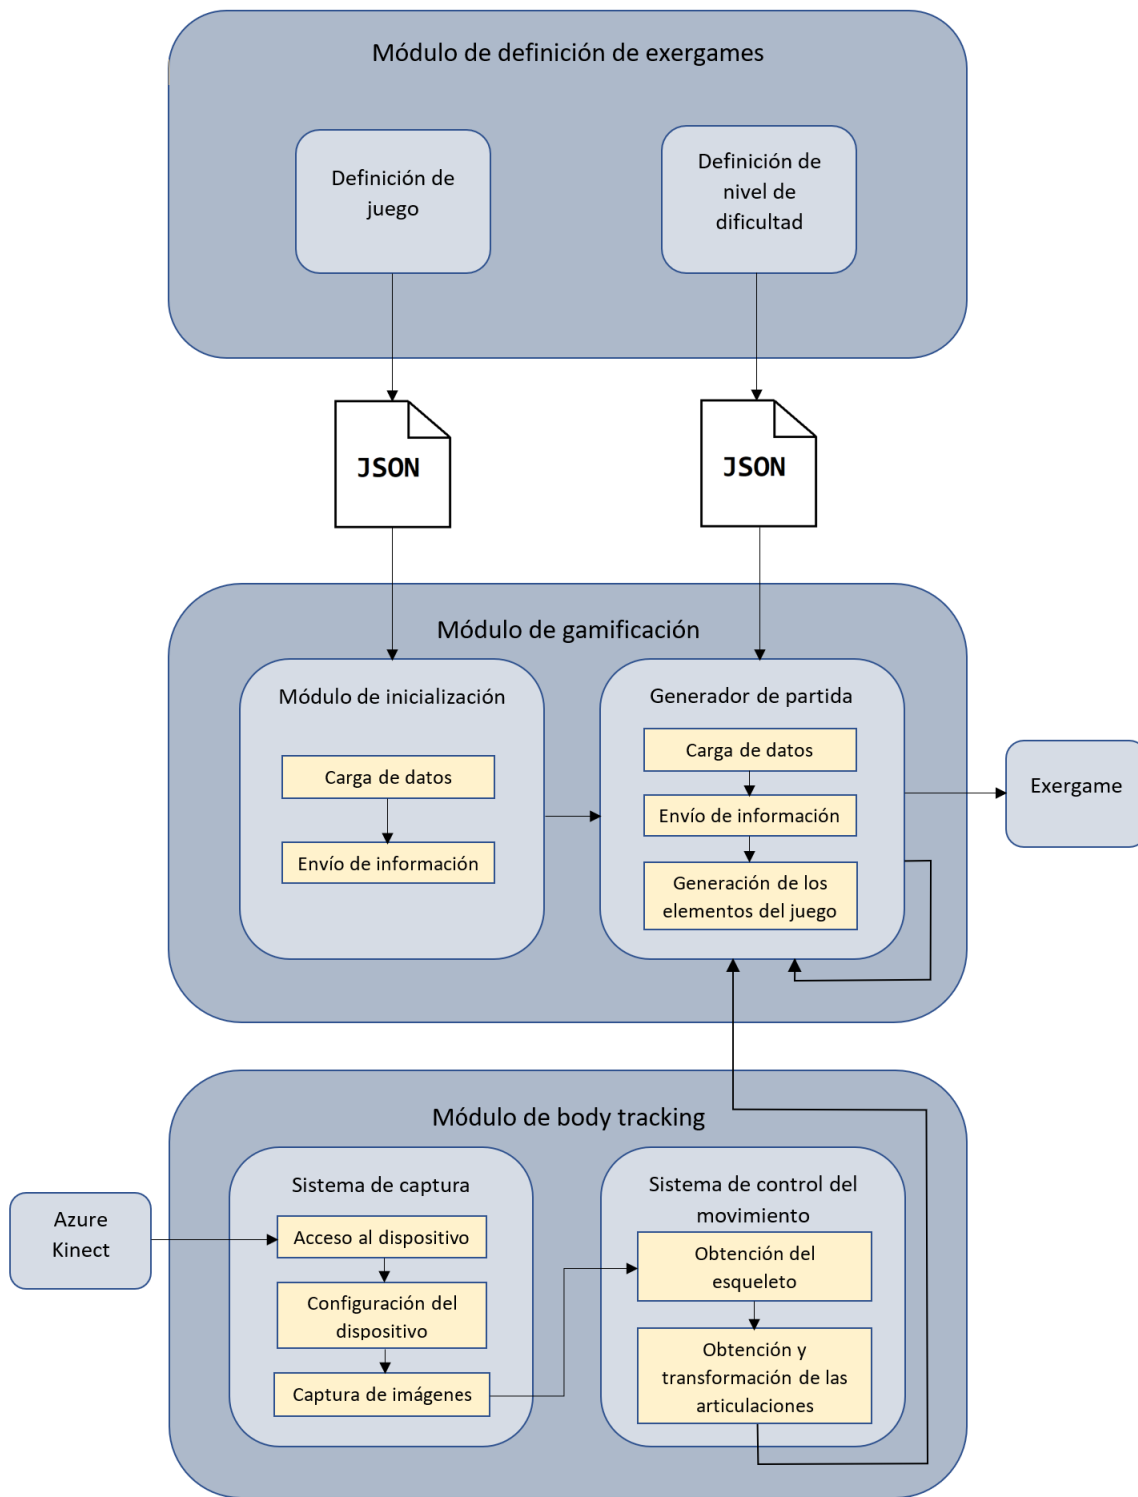 Módulo de definición de exergames
Definición de
juego
Definición de
nivel de
dificultad
JSON
JSON
Módulo de gamificación
Módulo de inicialización
Carga de datos
Envío de información
Generador de partida
Carga de datos
Envío de información
Generación de los
elementos del juego
Exergame
Módulo de body tracking
Azure
Kinect
Sistema de captura
Acceso al dispositivo
Configuración del
dispositivo
Captura de imágenes
Sistema de control del
movimiento
Obtención del
esqueleto
Obtención y
transformación de las
articulaciones